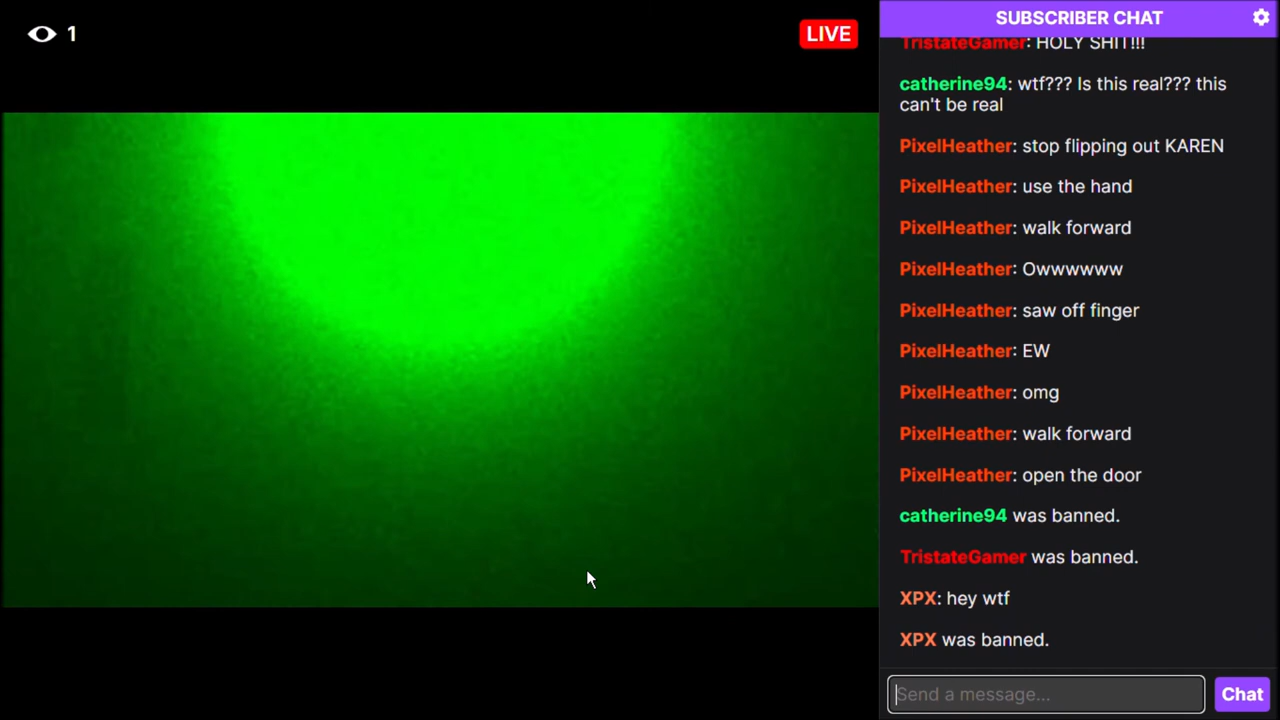 1
LIVE
SUBSCRIBER CHAT
TristateGamer: HOLY SHIT!!!
catherine94: wtf??? Is this real??? this
can't be real
PixelHeather: stop flipping out KAREN
PixelHeather: use the hand
PixelHeather: walk forward
PixelHeather: Owwwwww
PixelHeather: saw off finger
PixelHeather: EW
PixelHeather: omg
PixelHeather: walk forward
PixelHeather: open the door
catherine94 was banned.
TristateGamer was banned.
XPX: hey wtf
XPX was banned.
Send a message...
Chat